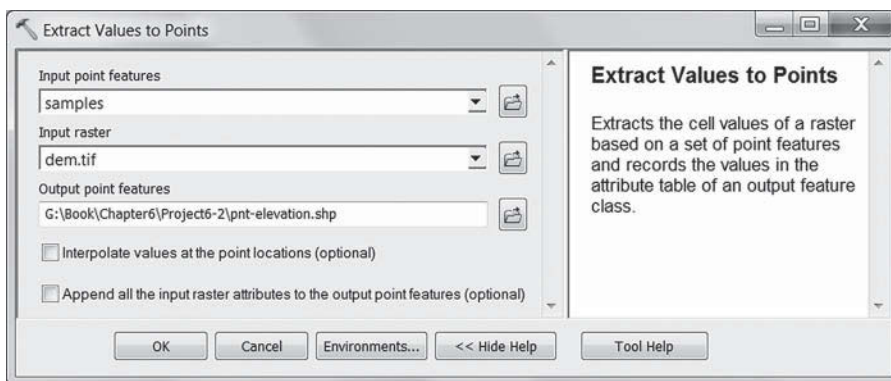 Extract Values to Points
Input point features
samples
Input raster
dem.tif
Output point features
G:\Book\Chapter6\Project6-2\pnt-elevation.shp
Interpolate values at the point locations (optional)
Append all the input raster attributes to the output point features (optional)
Extract Values to Points
Extracts the cell values of a raster
based on a set of point features
and records the values in the
attribute table of an output feature
class.
OK
Cancel
Environments...
<< Hide Help
Tool Help